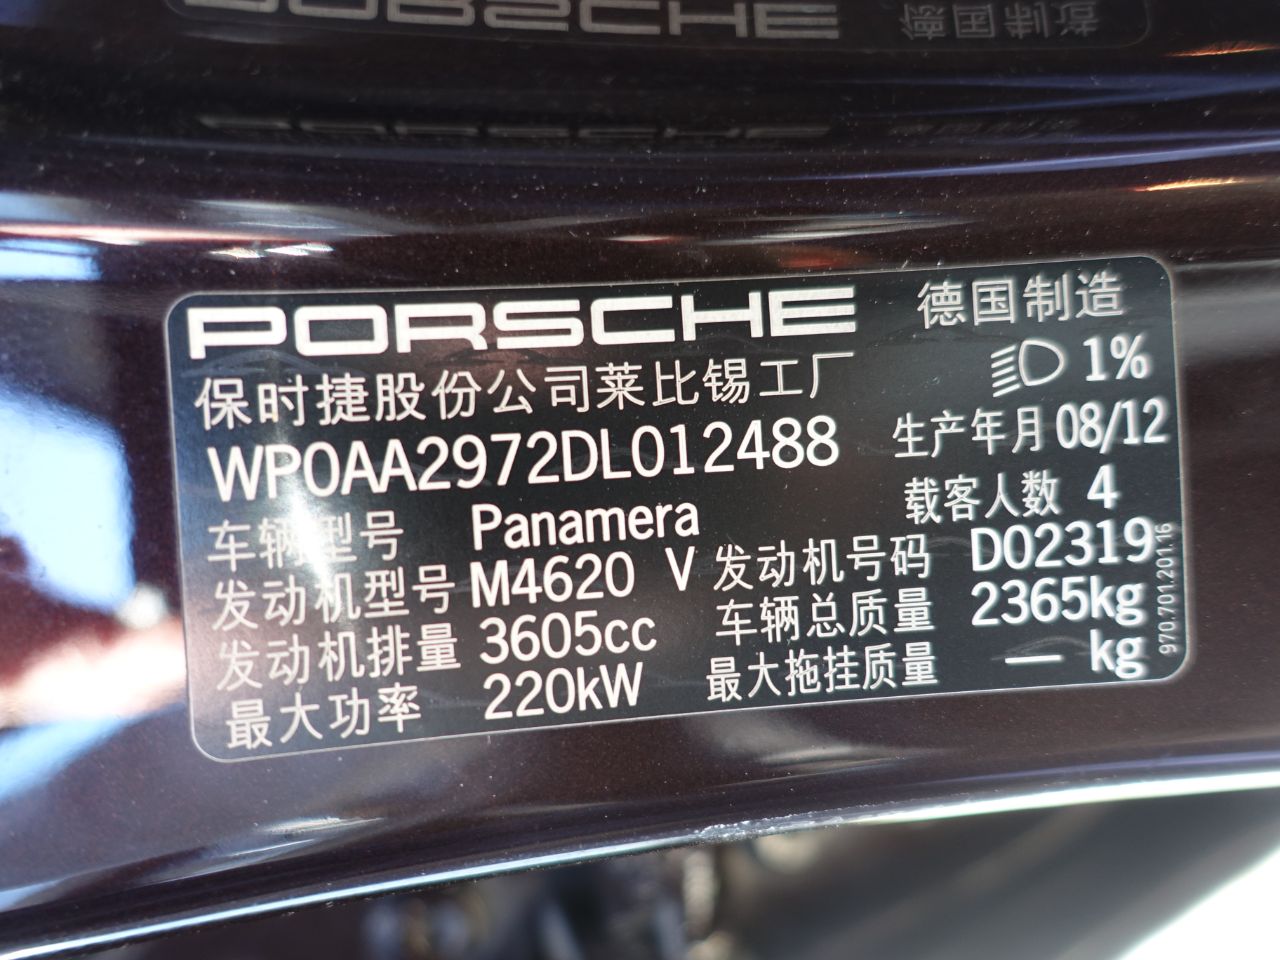 PORSCHE 德国制造
保时捷股份公司莱比锡工厂 1%
WP0AA2972DL012488 生产年月 08/12
车辆型号 Panamera 载客人数 4
发动机型号 M4620 V 发动机号码 D02319
发动机排量 3605cc 车辆总质量 2365kg
最大功率 220kW 最大拖挂质量 — kg
970.701.201.16